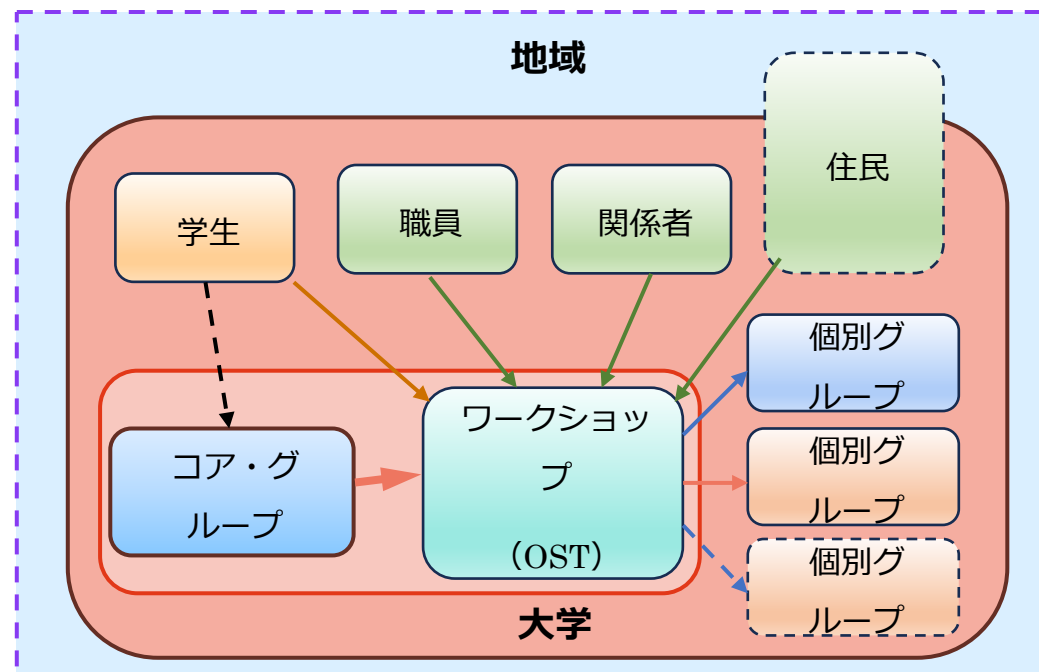 地域
住民
学生
職員
関係者
個別グ
ループ
ワークショッ
プ
（OST）
コア・グ
ループ
個別グ
ループ
個別グ
ループ
大学